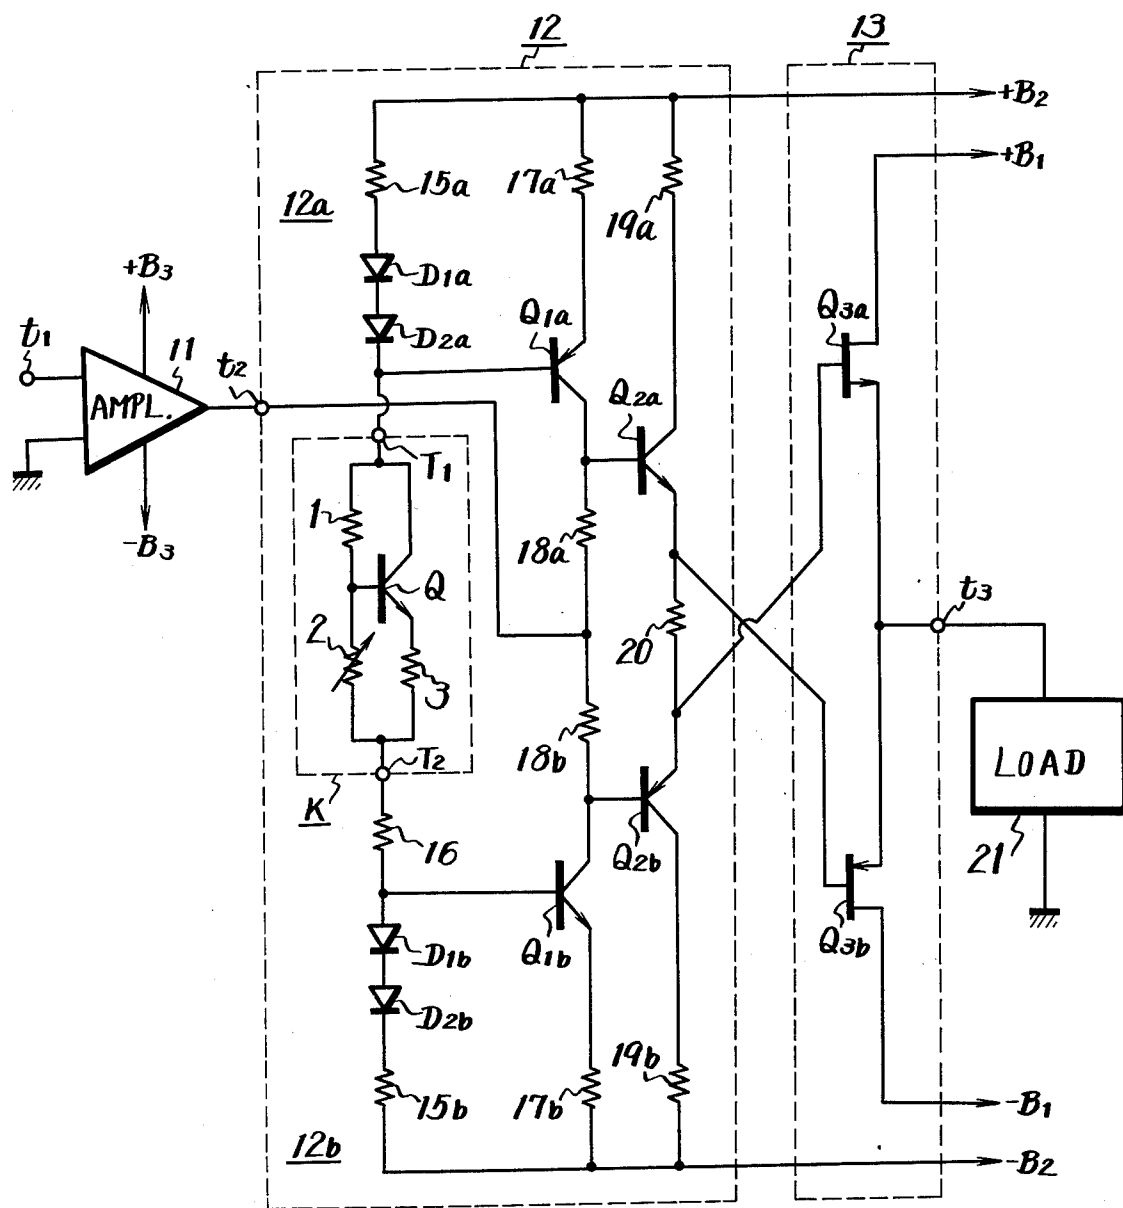 12
13
+B2
+B1
15a
17a
12a
19a
+B3
D1a
Q1a
Q3a
t1
11
t2
D2a
AMPL.
Q2a
T1
-B3
1
18a
Q
t3
2
3
20
18b
T2
LOAD
K
16
Q2b
21
D1b
Q1b
Q3b
D2b
19b
15b
17b
-B1
12b
-B2